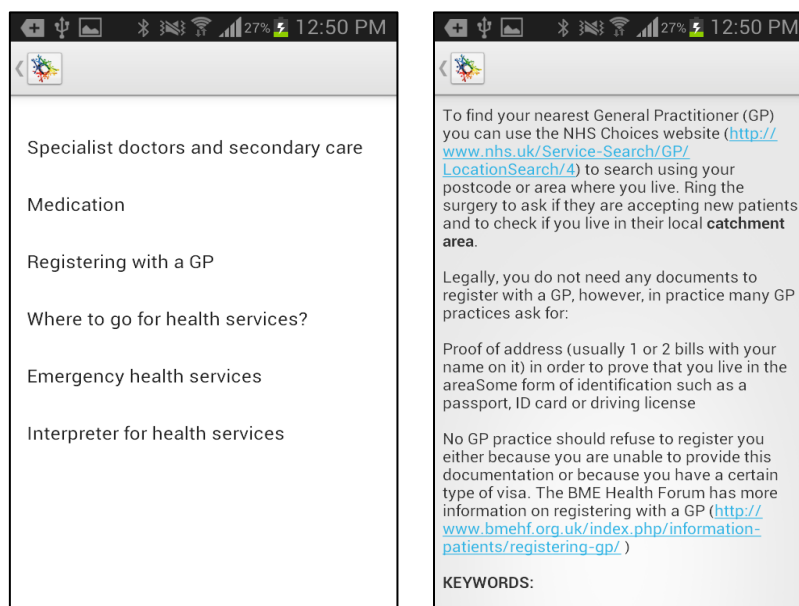 27% 12:50 PM
Specialist doctors and secondary care
Medication
Registering with a GP
Where to go for health services?
Emergency health services
Interpreter for health services
27% 12:50 PM
To find your nearest General Practitioner (GP)
you can use the NHS Choices website (http://
www.nhs.uk/Service-Search/GP/
LocationSearch/4) to search using your
postcode or area where you live. Ring the
surgery to ask if they are accepting new patients
and to check if you live in their local catchment
area.
Legally, you do not need any documents to
register with a GP, however, in practice many GP
practices ask for:
Proof of address (usually 1 or 2 bills with your
name on it) in order to prove that you live in the
areaSome form of identification such as a
passport, ID card or driving license
No GP practice should refuse to register you
either because you are unable to provide this
documentation or because you have a certain
type of visa. The BME Health Forum has more
information on registering with a GP (http://
www.bmehf.org.uk/index.php/information-
patients/registering-gp/ )
KEYWORDS: